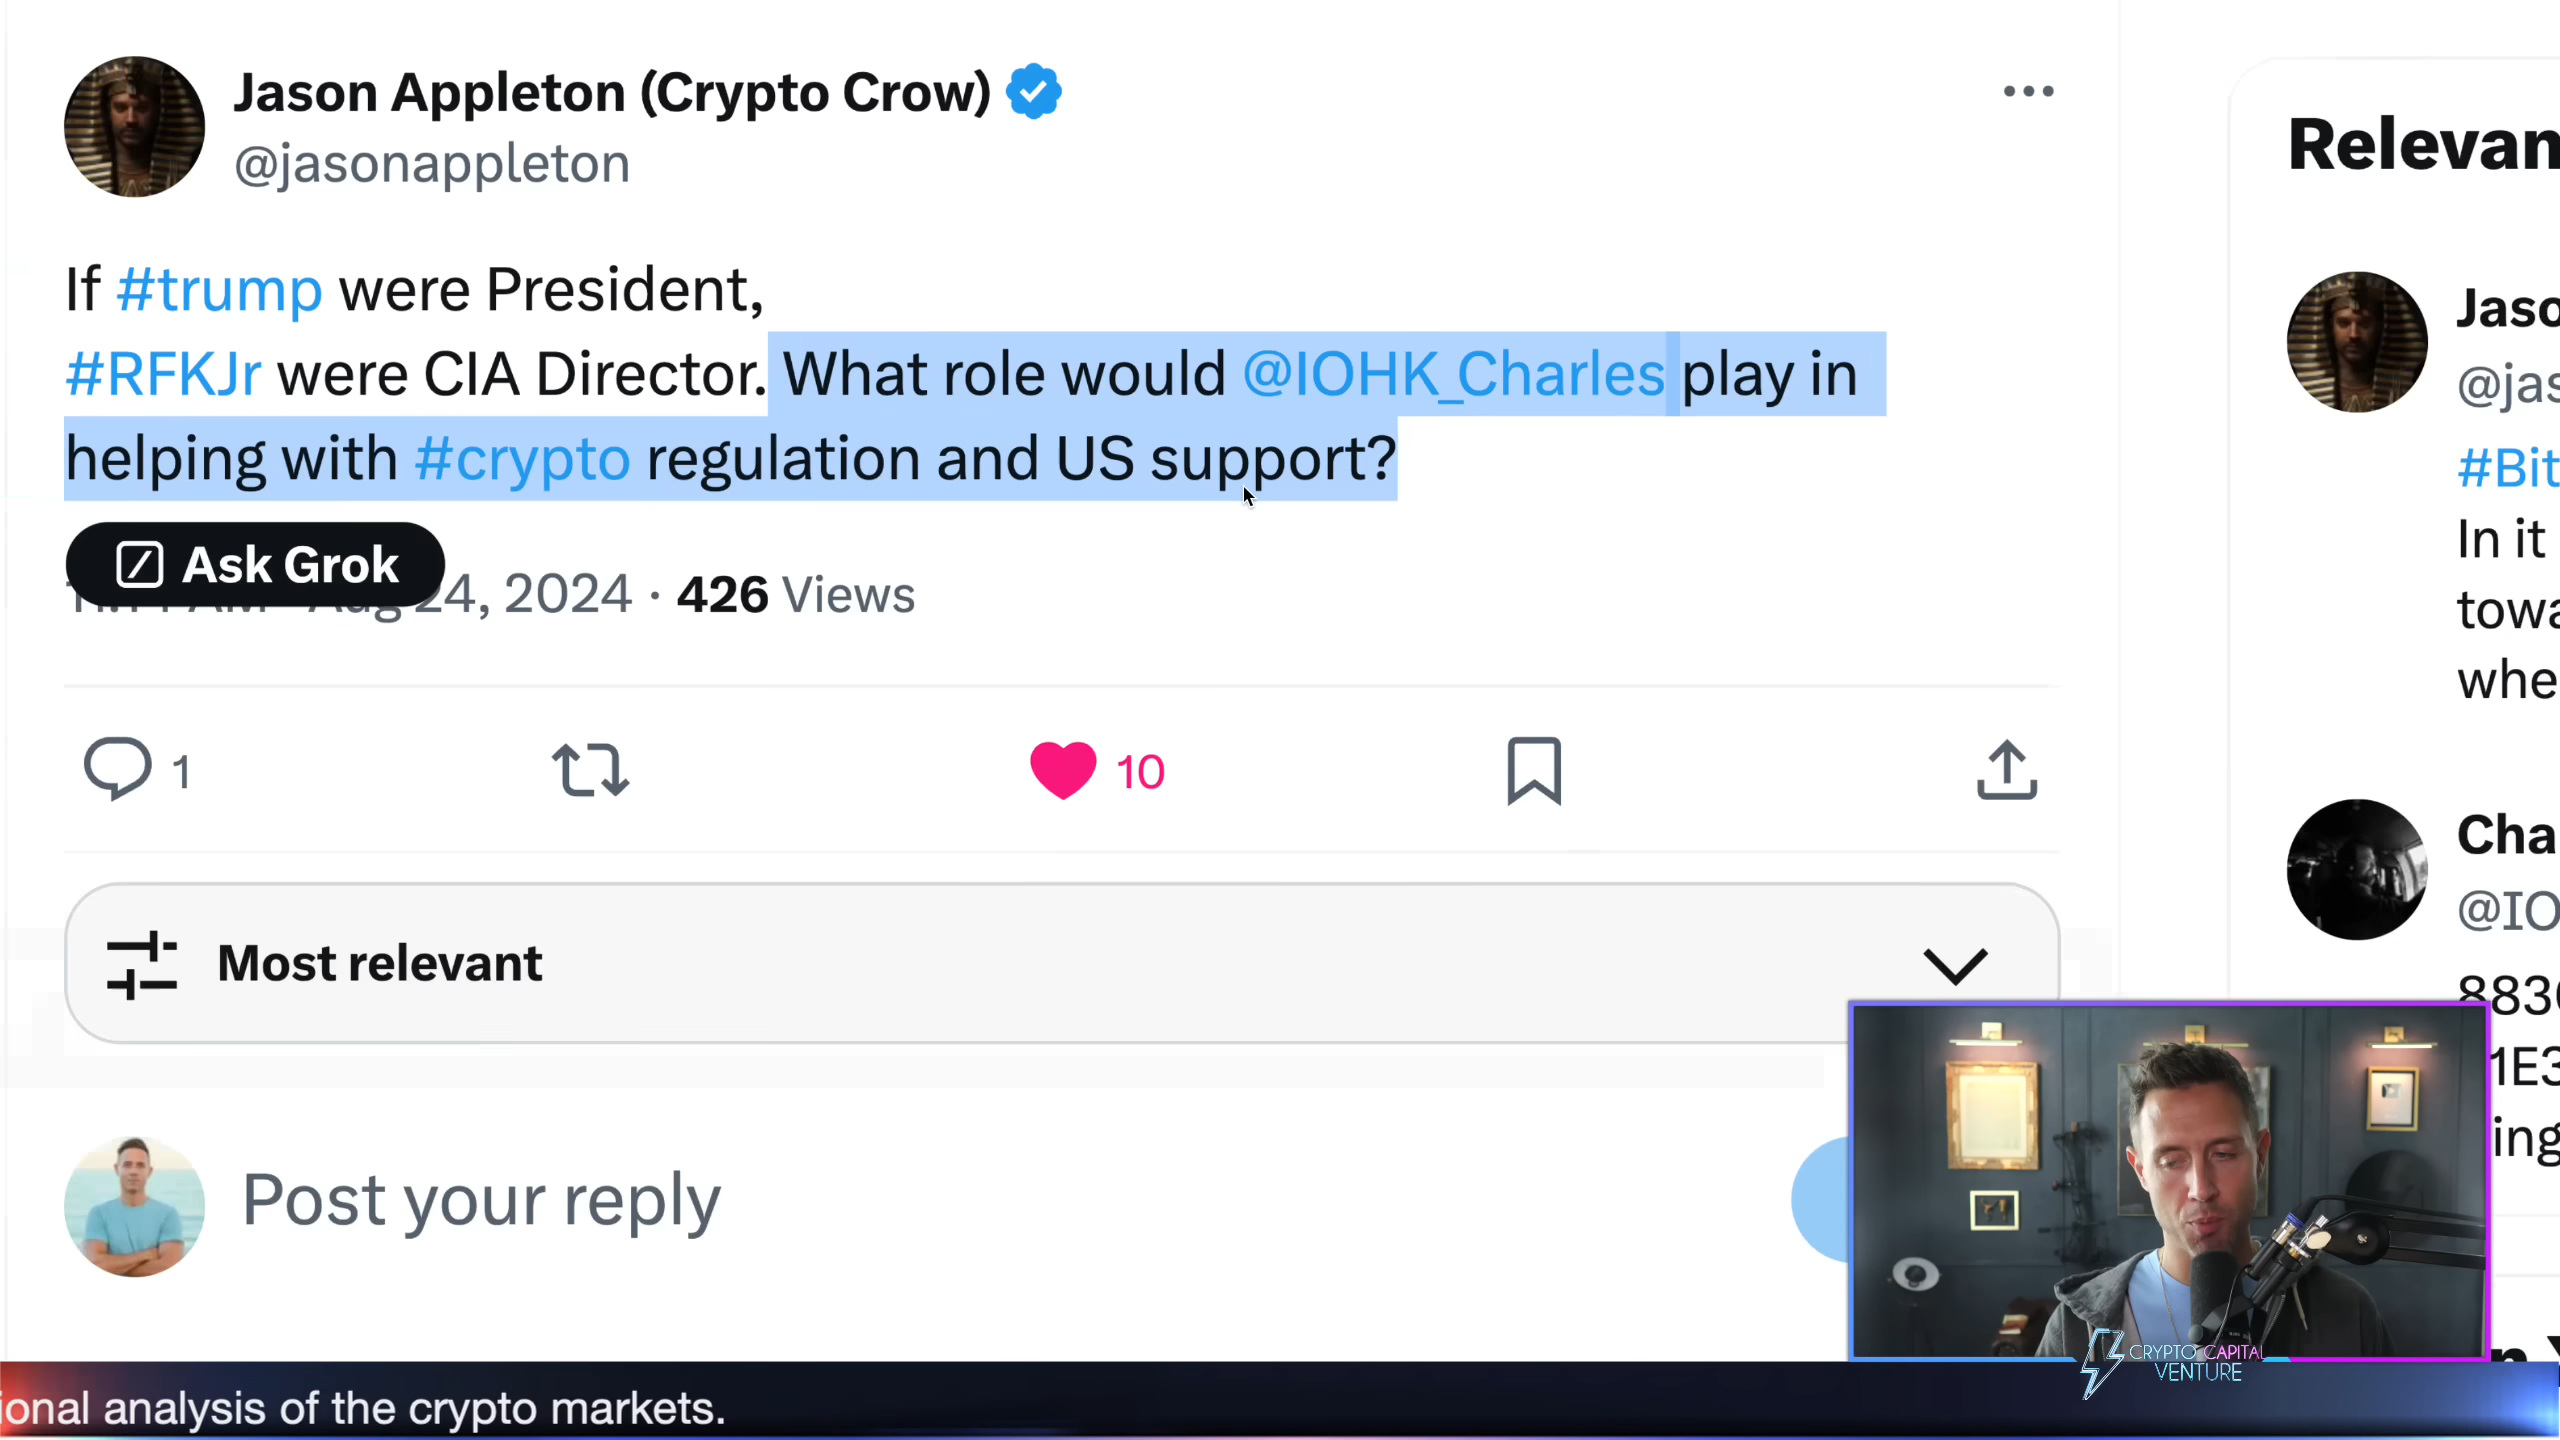 Jason Appleton (Crypto Crow)
@jasonappleton
If #trump were President,
#RFKJr were CIA Director. What role would @IOHK_Charles play in
helping with #crypto regulation and US support?
Ask Grok
24, 2024 · 426 Views
1
10
Most relevant
Post your reply
Relevan
Jaso
@jas
#Bit
In it
towa
whe
Cha
@IO
883
1E3
ing
CRYPTO CAPITAL
VENTURE
ional analysis of the crypto markets.